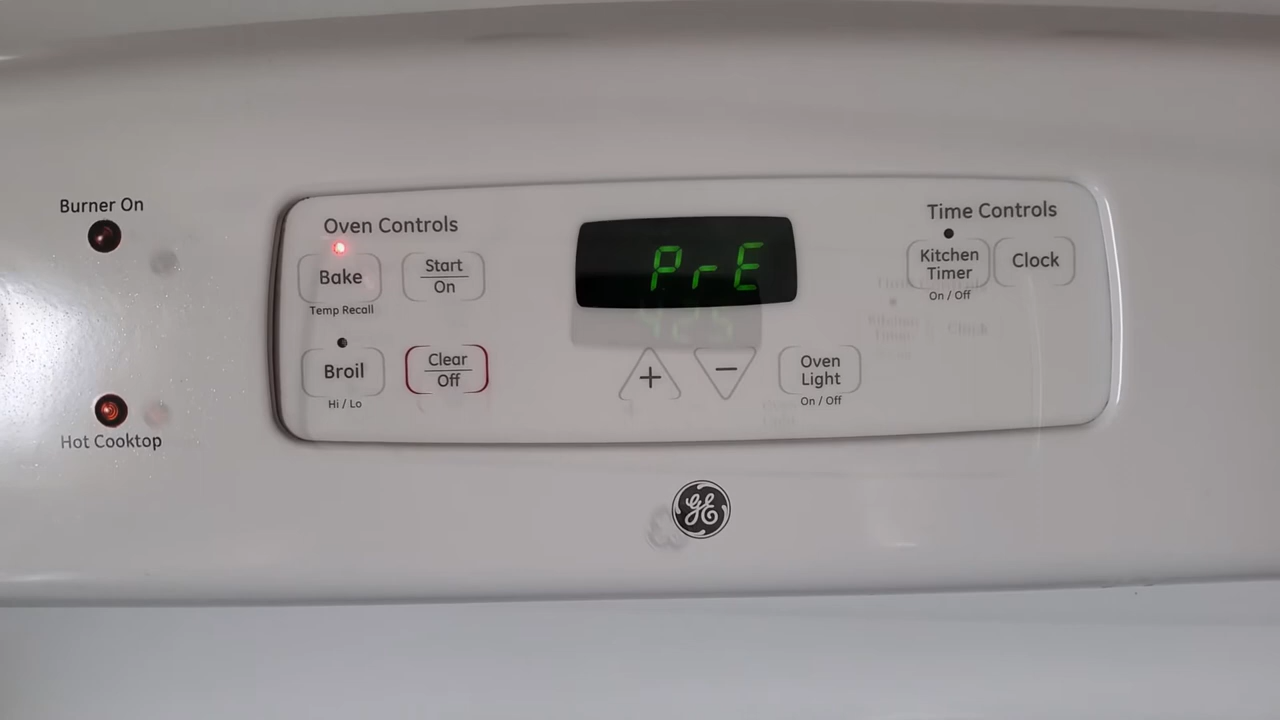 Burner On
Hot Cooktop
Oven Controls
Bake
Start
On
Temp Recall
Broil
Clear
Off
Hi / Lo
PrE
425
+
−
Oven
Light
On / Off
Time Controls
Kitchen
Timer
On / Off
Clock
GE